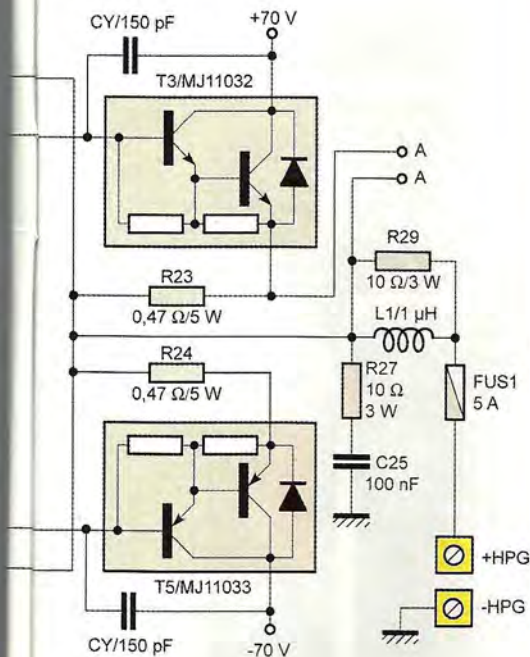 CY/150 pF
+70 V
T3/MJ11032
A
A
R29
10 Ω/3 W
R23
0,47 Ω/5 W
L1/1 µH
R24
0,47 Ω/5 W
R27
10 Ω
3 W
FUS1
5 A
C25
100 nF
+HPG
T5/MJ11033
-HPG
CY/150 pF
-70 V